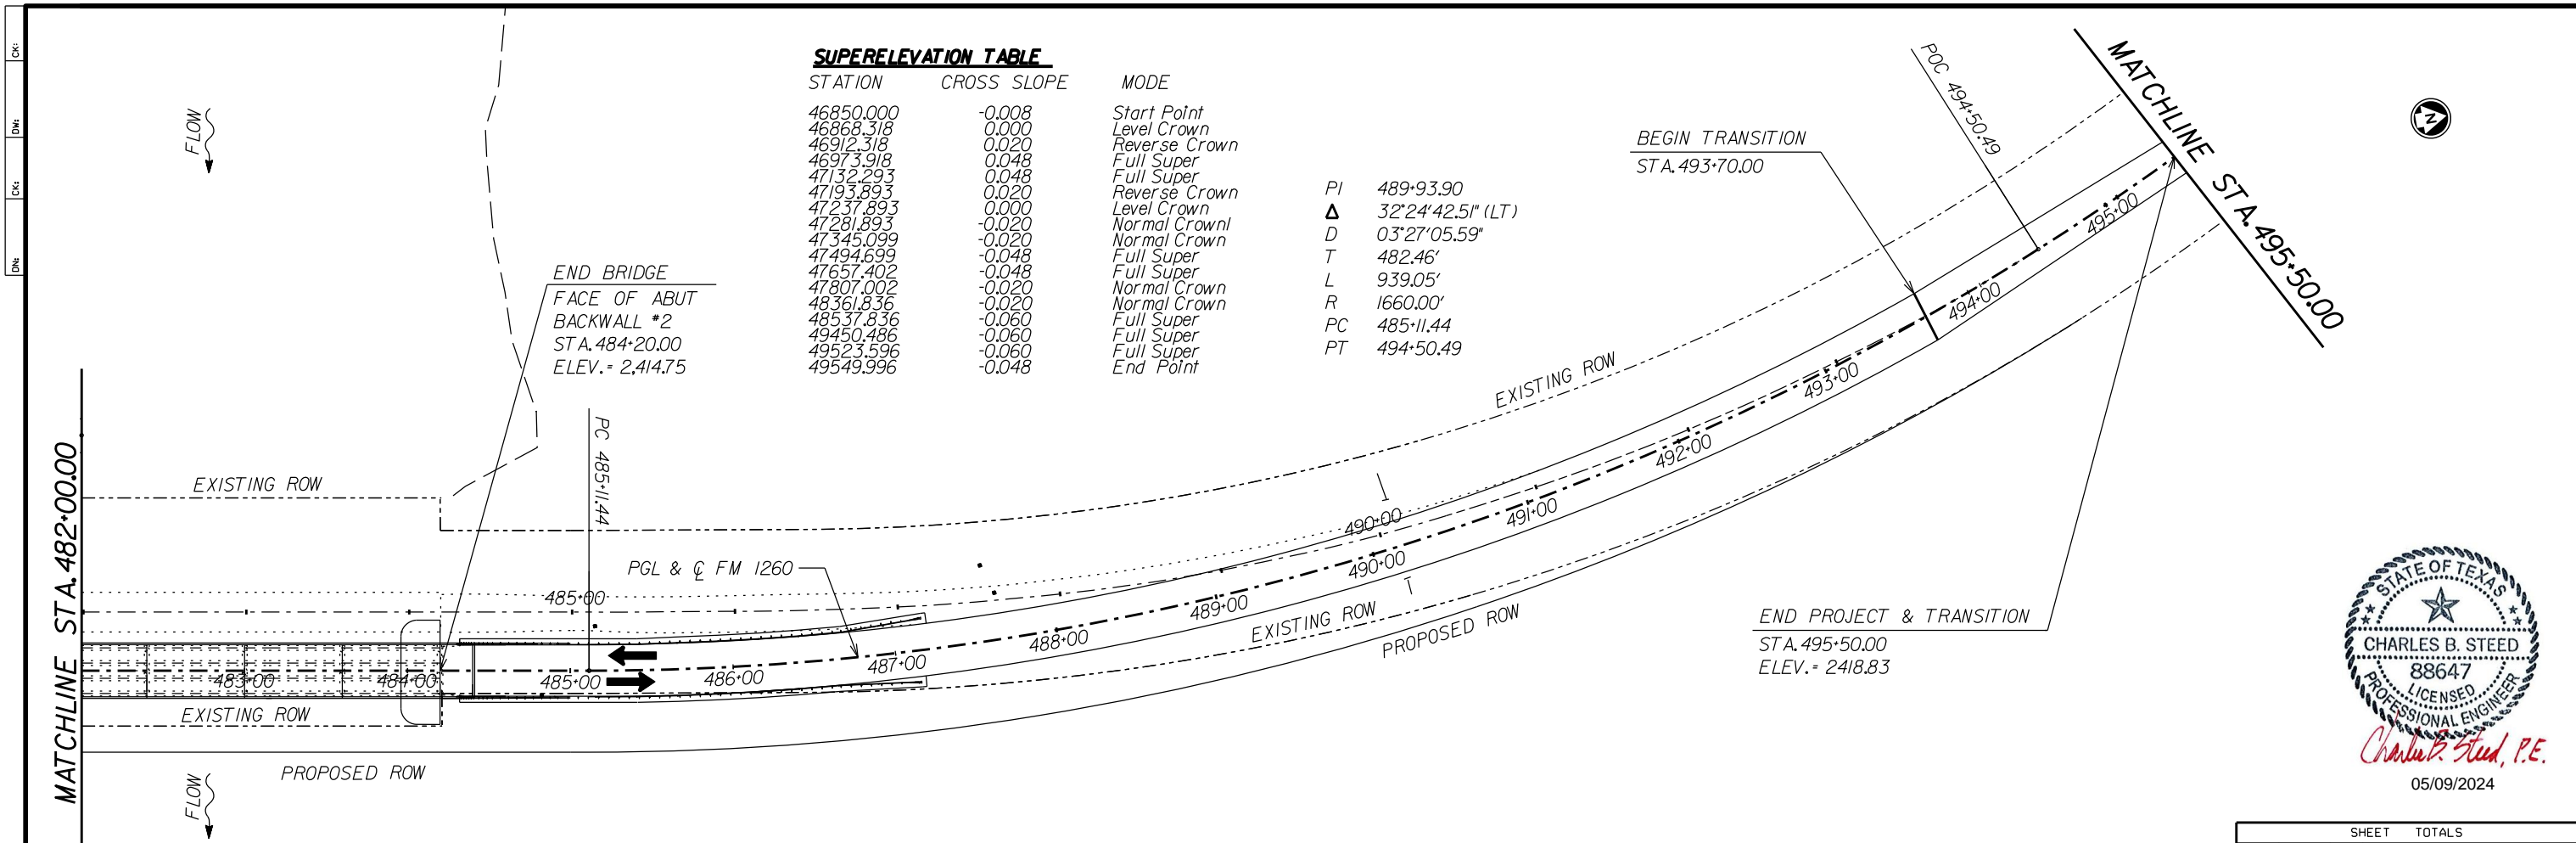 CK:
DW:
CK:
DN:
SUPERELEVATION TABLE
STATION CROSS SLOPE MODE
46850.000 -0.008 Start Point
46868.318 0.000 Level Crown
46912.318 0.020 Reverse Crown
46973.918 0.048 Full Super
47132.293 0.048 Full Super
47193.893 0.020 Reverse Crown
47237.893 0.000 Level Crown
47281.893 -0.020 Normal Crownl
47345.099 -0.020 Normal Crown
47494.699 -0.048 Full Super
47657.402 -0.048 Full Super
47807.002 -0.020 Normal Crown
48361.836 -0.020 Normal Crown
48537.836 -0.060 Full Super
49450.486 -0.060 Full Super
49523.596 -0.060 Full Super
49549.996 -0.048 End Point
PI 489+93.90
Δ 32°24'42.51" (LT)
D 03°27'05.59"
T 482.46'
L 939.05'
R 1660.00'
PC 485+11.44
PT 494+50.49
FLOW
END BRIDGE
FACE OF ABUT
BACKWALL #2
STA. 484+20.00
ELEV.= 2,414.75
BEGIN TRANSITION
STA. 493+70.00
POC 494+50.49
MATCHLINE STA. 495+50.00
N
MATCHLINE STA. 482+00.00
EXISTING ROW
PC 485+11.44
EXISTING ROW
PGL & ℄ FM 1260
485+00
490+00
483+00
484+00
485+00
486+00
487+00
488+00
489+00
490+00
491+00
492+00
493+00
494+00
495+00
EXISTING ROW
EXISTING ROW
PROPOSED ROW
PROPOSED ROW
FLOW
END PROJECT & TRANSITION
STA. 495+50.00
ELEV.= 2418.83
STATE OF TEXAS
CHARLES B. STEED
88647
LICENSED
PROFESSIONAL ENGINEER
Charles B. Steed, P.E.
05/09/2024
SHEET TOTALS